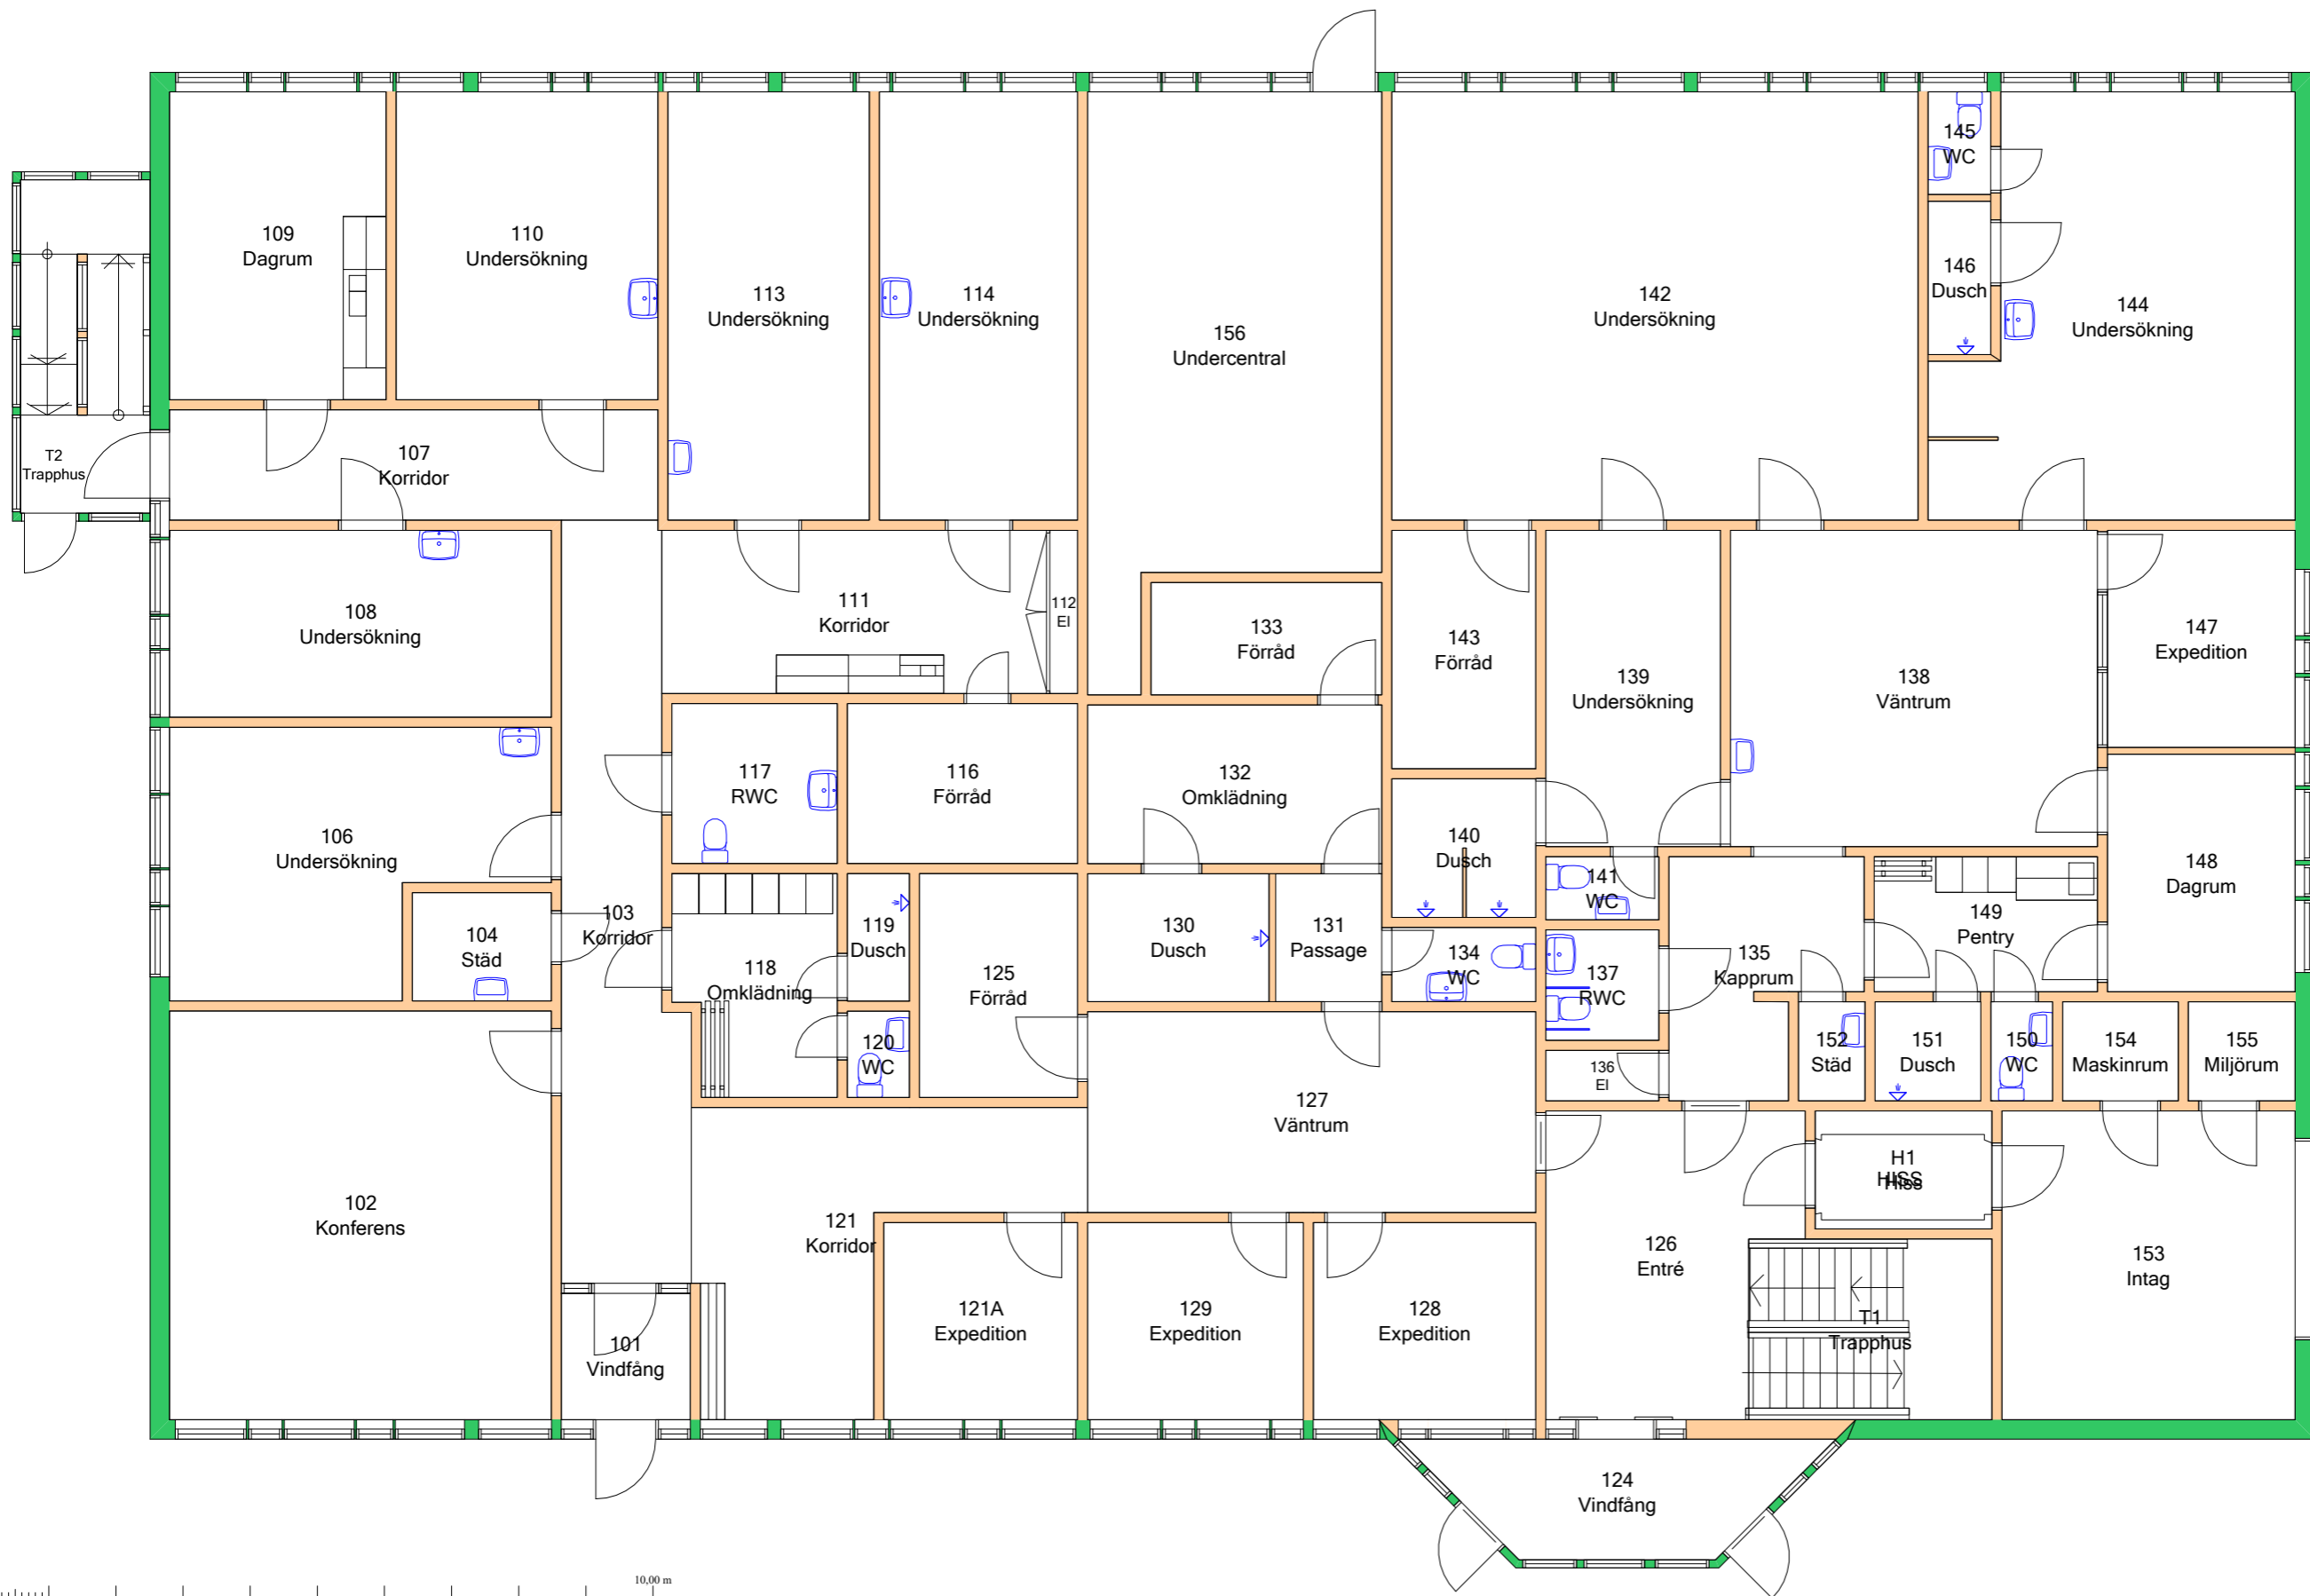 145
WC
109
Dagrum
110
Undersökning
113
Undersökning
114
Undersökning
156
Undercentral
142
Undersökning
146
Dusch
144
Undersökning
T2
Trapphus
107
Korridor
108
Undersökning
111
Korridor
112
El
133
Förråd
143
Förråd
139
Undersökning
138
Väntrum
147
Expedition
106
Undersökning
117
RWC
116
Förråd
132
Omklädning
140
Dusch
141
WC
148
Dagrum
104
Städ
103
Korridor
118
Omklädning
119
Dusch
125
Förråd
130
Dusch
131
Passage
134
WC
137
RWC
135
Kapprum
149
Pentry
120
WC
136
El
152
Städ
151
Dusch
150
WC
154
Maskinrum
155
Miljörum
102
Konferens
127
Väntrum
H1
HISS
Hiss
121
Korridor
126
Entré
153
Intag
101
Vindfång
121A
Expedition
129
Expedition
128
Expedition
T1
Trapphus
124
Vindfång
10,00 m